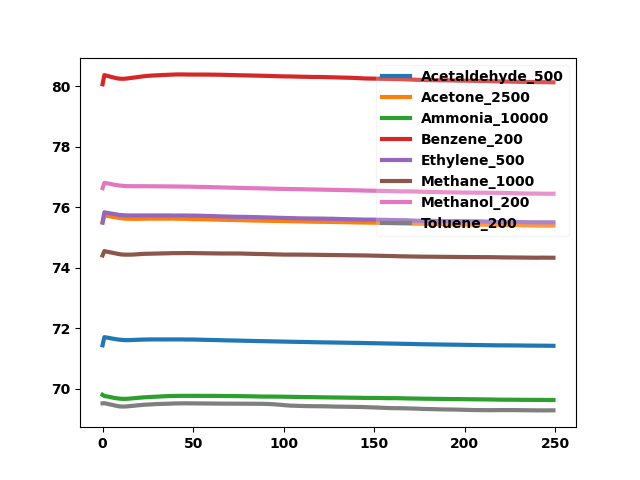 80
78
76
74
72
70
0 50 100 150 200 250
Acetaldehyde_500
Acetone_2500
Ammonia_10000
Benzene_200
Ethylene_500
Methane_1000
Methanol_200
Toluene_200